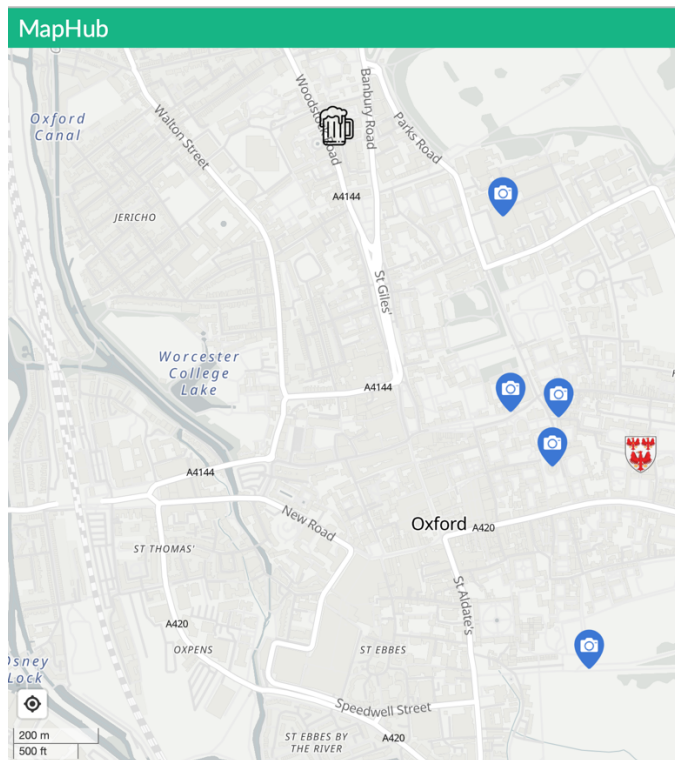 MapHub
Oxford
Canal
Walton Street
Woodstock Road
Banbury Road
Parks Road
A4144
JERICHO
St Giles'
Worcester
College
Lake
A4144
A4144
New Road
Oxford
A420
ST THOMAS'
St Aldate's
A420
OXPENS
ST EBBES
Lock
Speedwell Street
200 m
500 ft
ST EBBES BY
THE RIVER
A420